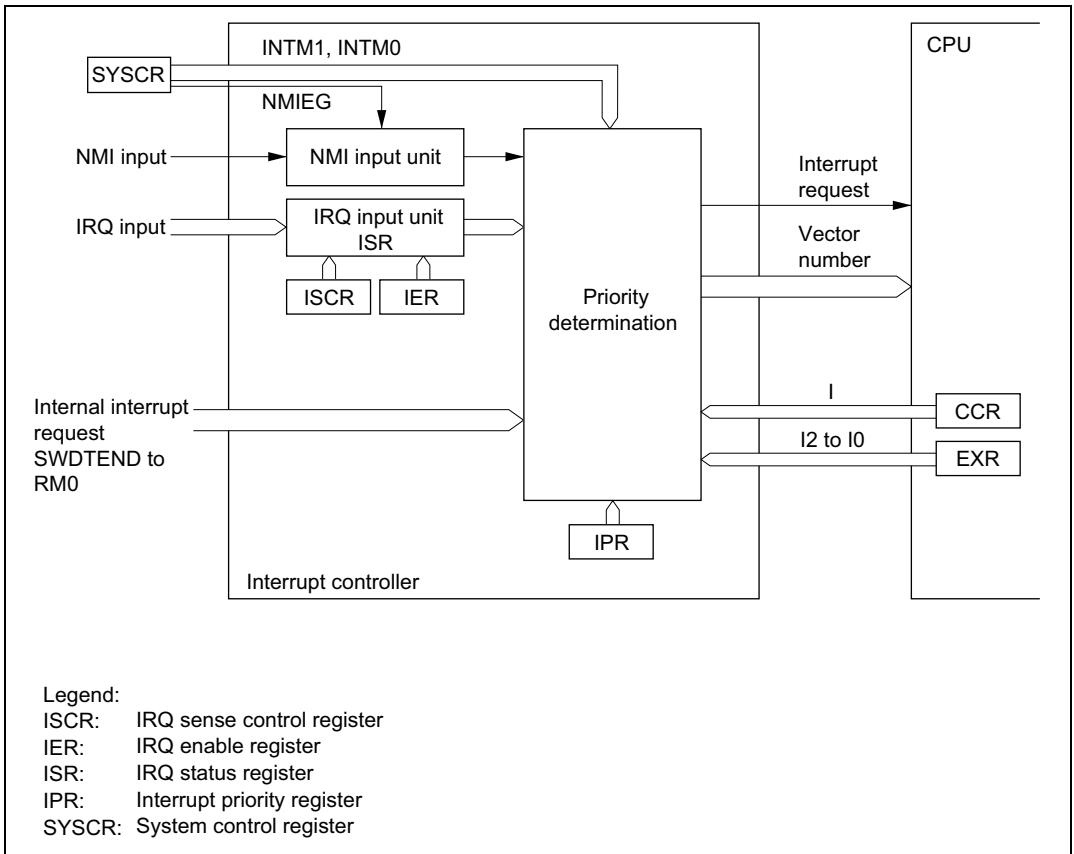 INTM1, INTM0
CPU
SYSCR
NMIEG
NMI input
NMI input unit
Interrupt
request
IRQ input
IRQ input unit
ISR
Vector
number
ISCR
IER
Priority
determination
I
CCR
Internal interrupt
request
SWDTEND to
RM0
I2 to I0
EXR
IPR
Interrupt controller
Legend:
ISCR: IRQ sense control register
IER: IRQ enable register
ISR: IRQ status register
IPR: Interrupt priority register
SYSCR: System control register